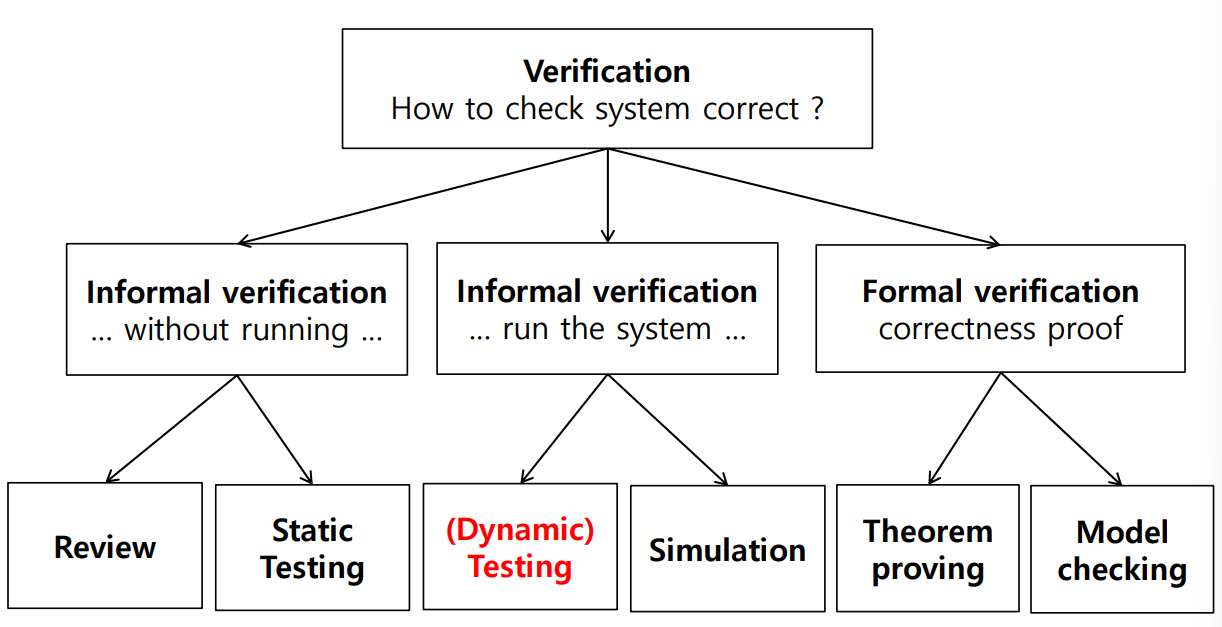 Verification
How to check system correct ?
Informal verification
... without running ...
Informal verification
... run the system ...
Formal verification
correctness proof
Review
Static
Testing
(Dynamic)
Testing
Simulation
Theorem
proving
Model
checking